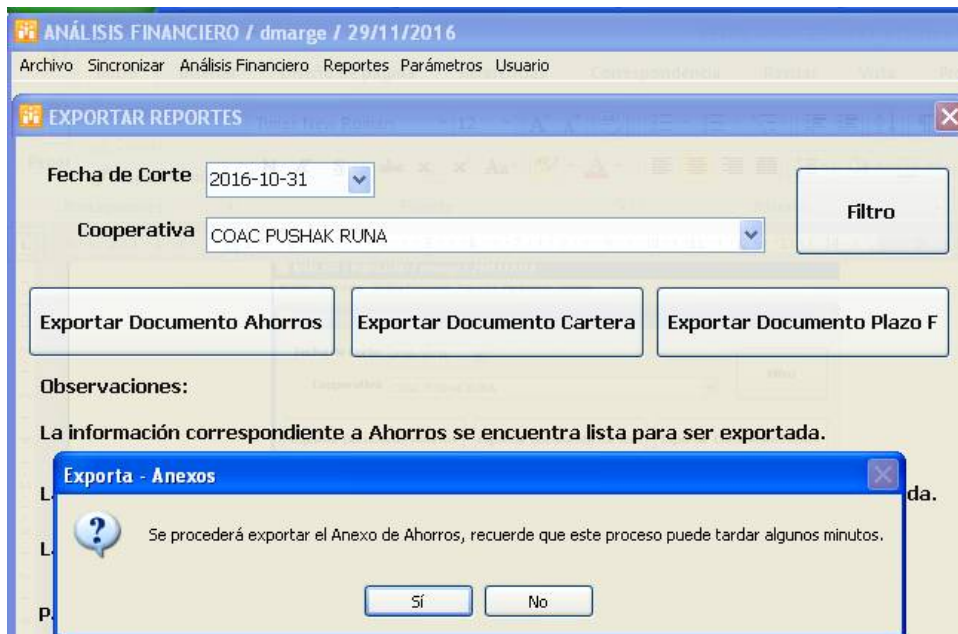 ANÁLISIS FINANCIERO / dmarge / 29/11/2016
Archivo Sincronizar Análisis Financiero Reportes Parámetros Usuario
EXPORTAR REPORTES
Fecha de Corte 2016-10-31
Filtro
Cooperativa COAC PUSHAK RUNA
Exportar Documento Ahorros Exportar Documento Cartera Exportar Documento Plazo F
Observaciones:
La información correspondiente a Ahorros se encuentra lista para ser exportada.
Exporta - Anexos
Se procederá exportar el Anexo de Ahorros, recuerde que este proceso puede tardar algunos minutos.
Sí No